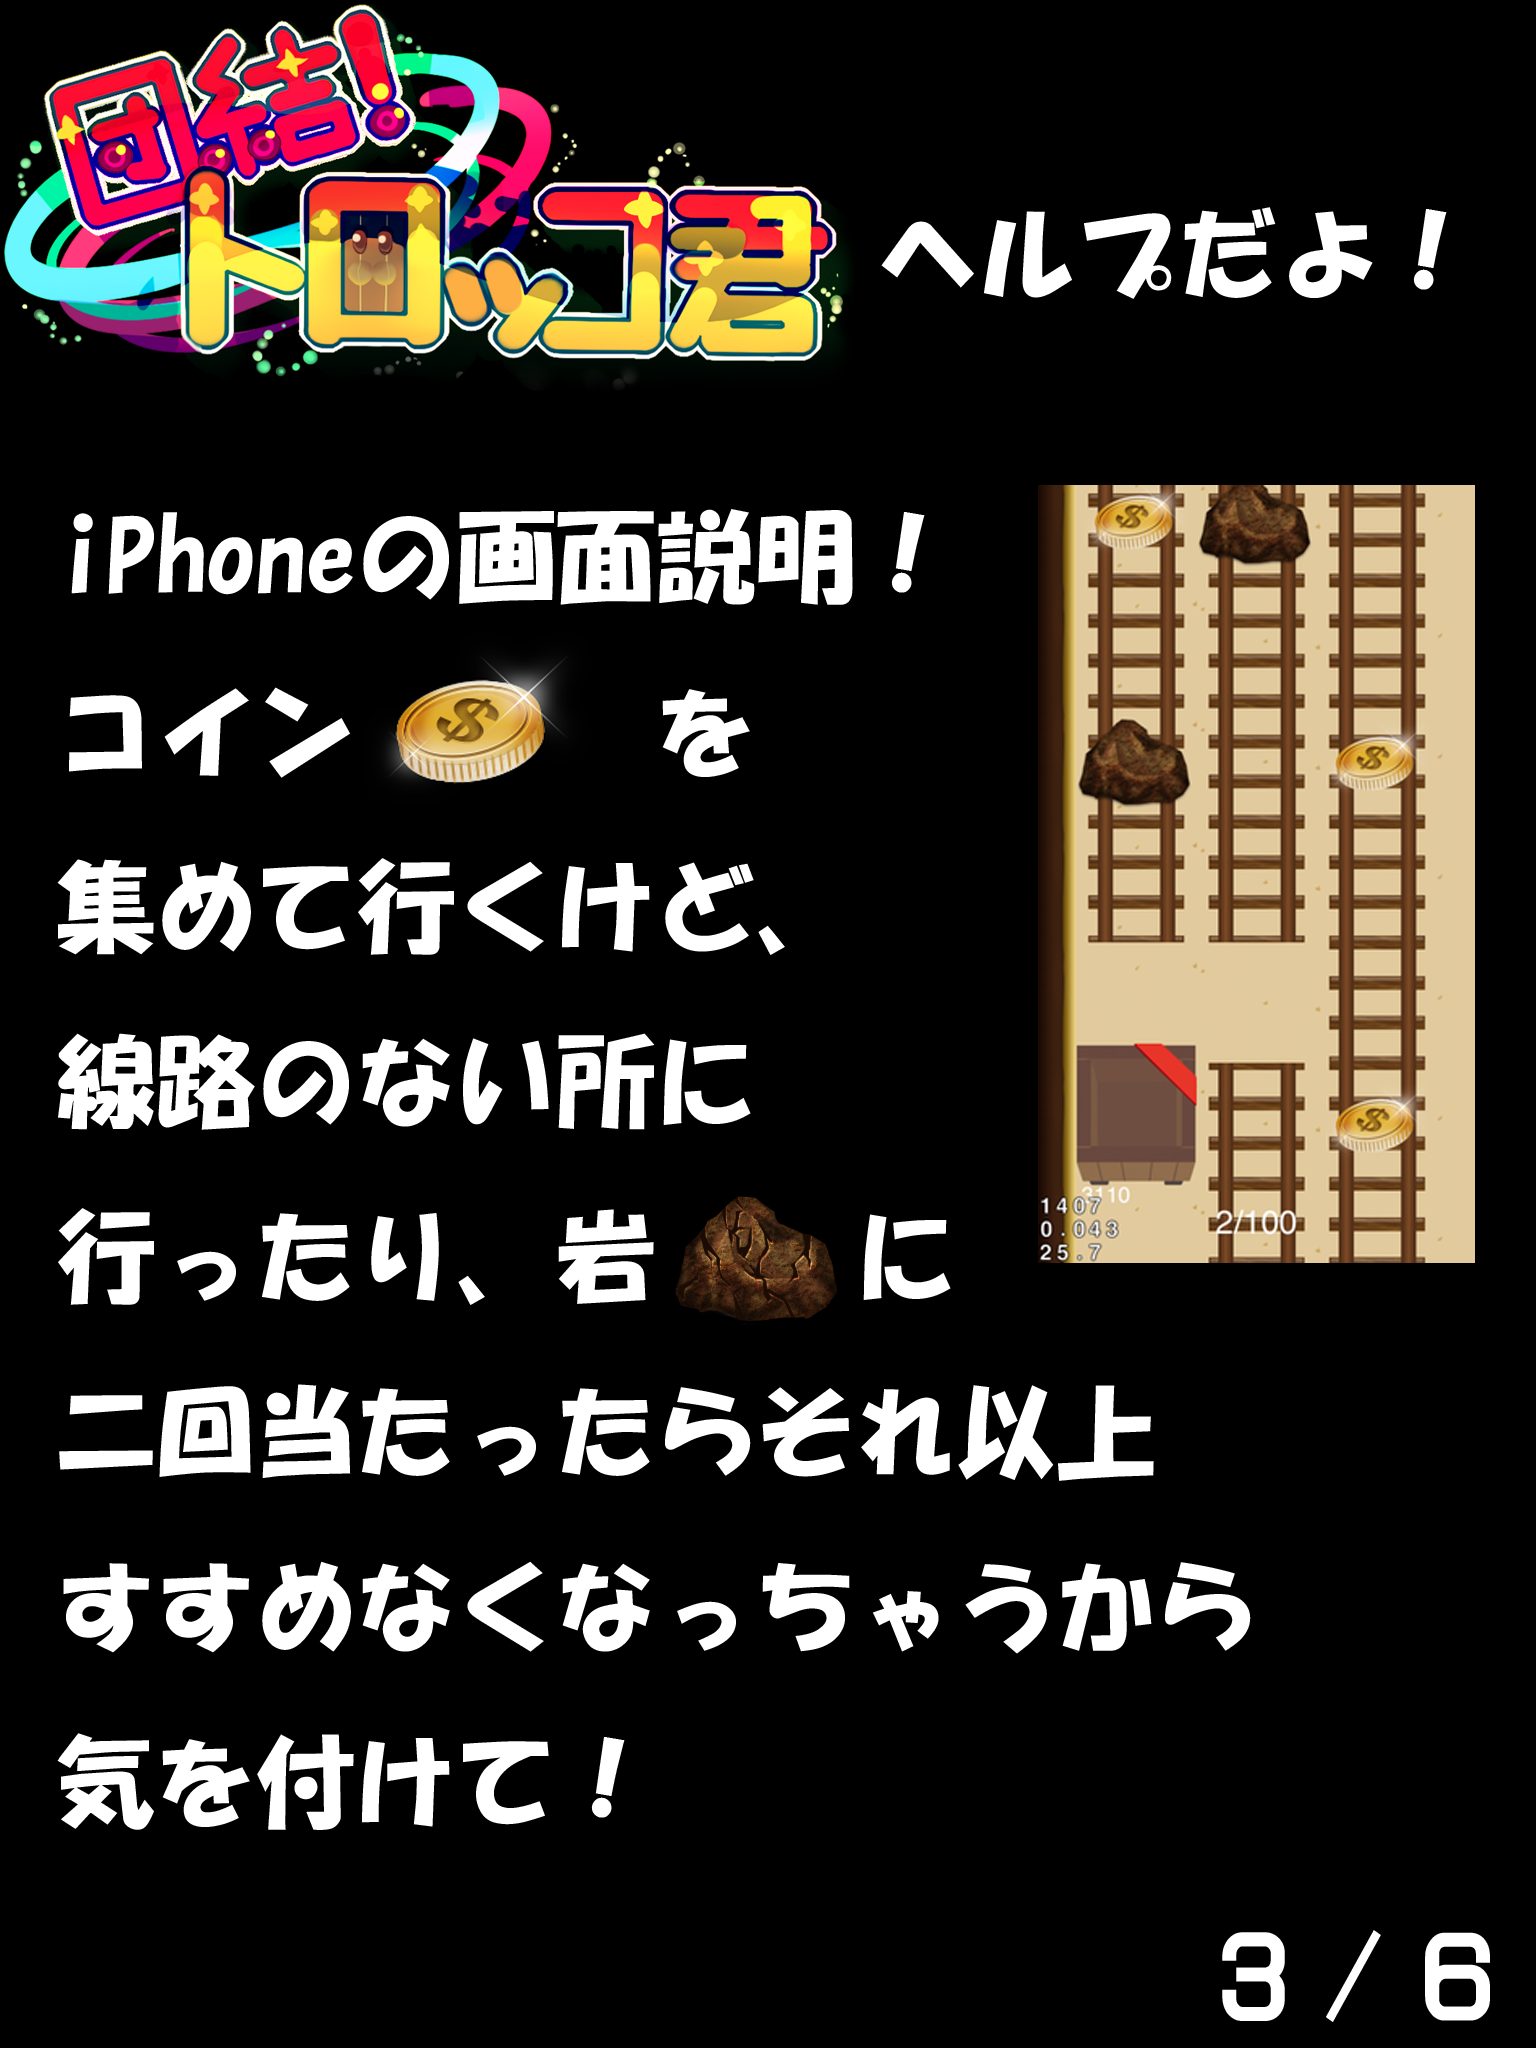 団結!
トロッコ君
ヘルプだよ！
iPhoneの画面説明！
コイン を
集めて行くけど、
線路のない所に
行ったり、岩 に
二回当たったらそれ以上
すすめなくなっちゃうから
気を付けて！
3110
1407
0.043
25.7
2/100
3 / 6